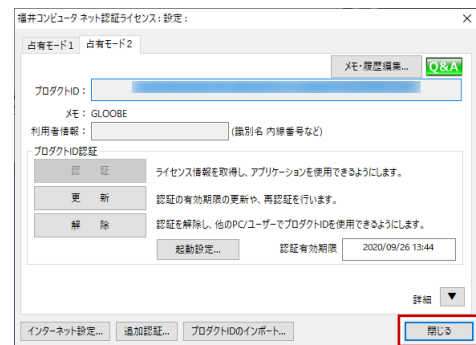 福井コンピュータ ネット認証ライセンス : 設定 :
占有モード1 占有モード2
メモ・履歴編集... Q&A
プロダクトID :
メモ : GLOOBE
利用者情報 : (識別名 内線番号など)
プロダクトID認証
認 証 ライセンス情報を取得し、アプリケーションを使用できるようにします。
更 新 認証の有効期限の更新や、再認証を行います。
解 除 認証を解除し、他のPC/ユーザーでプロダクトIDを使用できるようにします。
起動設定... 認証有効期限 2020/09/26 13:44
詳細 ▼
インターネット設定... 追加認証... プロダクトIDのインポート... 閉じる